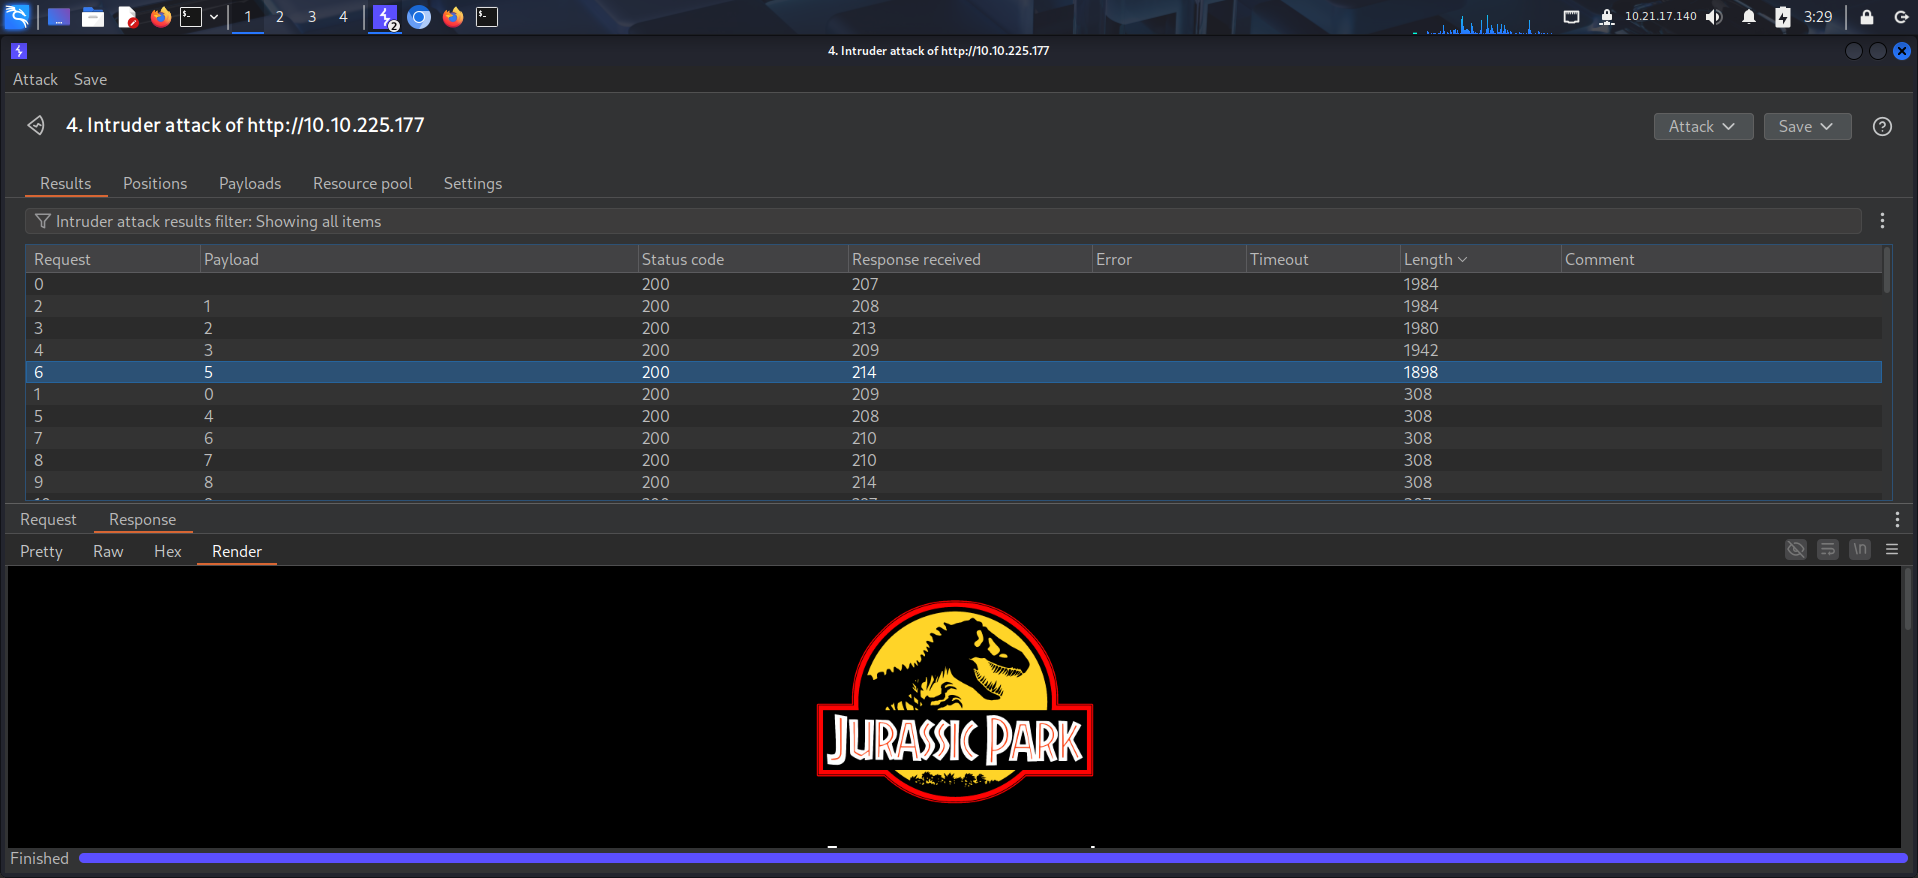 1 2 3 4 2 10.21.17.140 3:29
4. Intruder attack of http://10.10.225.177
Attack Save
4. Intruder attack of http://10.10.225.177 Attack Save ?
Results Positions Payloads Resource pool Settings
Intruder attack results filter: Showing all items
Request Payload Status code Response received Error Timeout Length Comment
0 200 207 1984
2 1 200 208 1984
3 2 200 213 1980
4 3 200 209 1942
6 5 200 214 1898
1 0 200 209 308
5 4 200 208 308
7 6 200 210 308
8 7 200 210 308
9 8 200 214 308
Request Response
Pretty Raw Hex Render \n
JURASSIC PARK
Finished